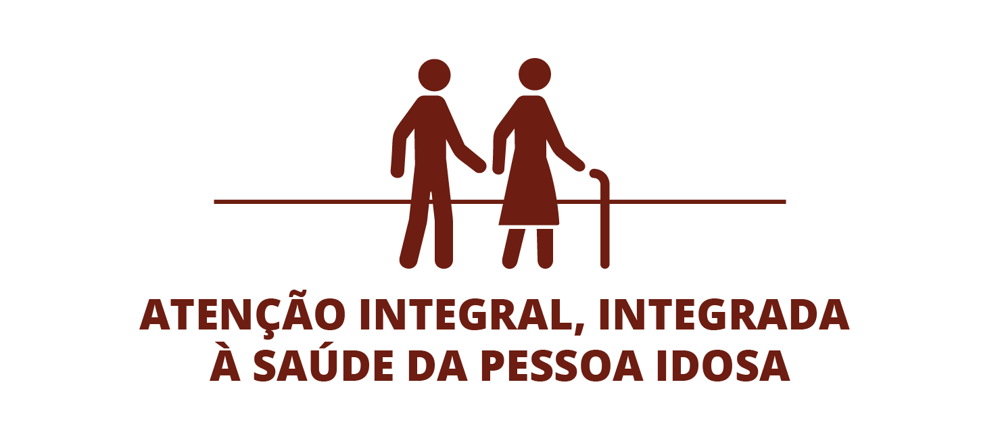 ATENÇÃO INTEGRAL, INTEGRADA
À SAÚDE DA PESSOA IDOSA